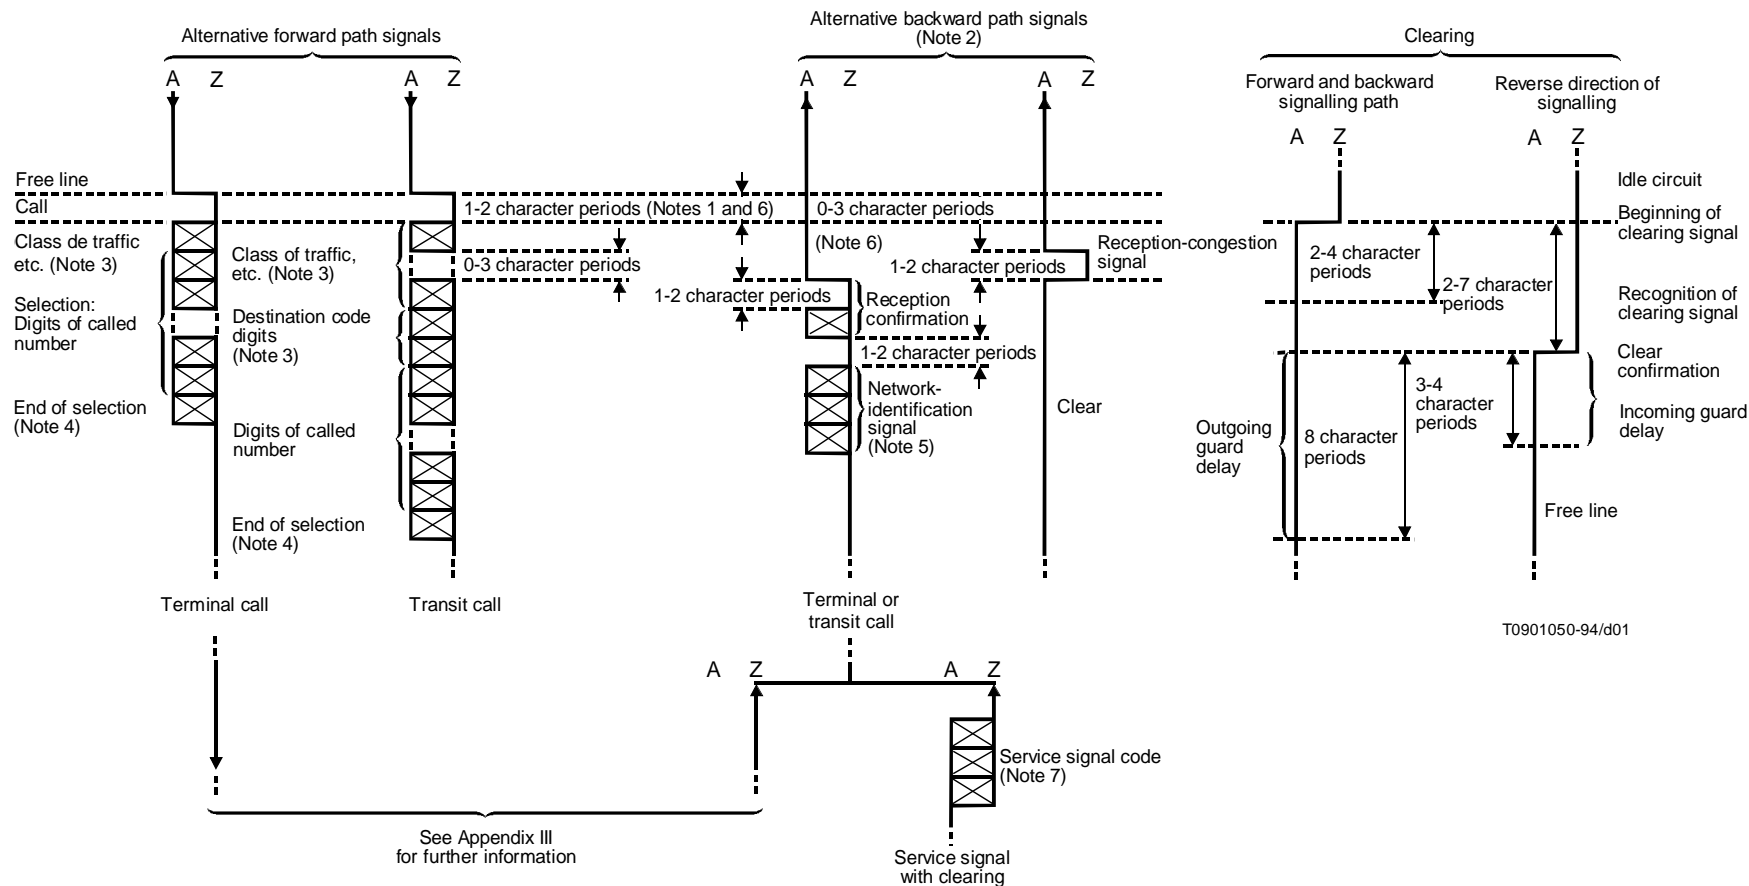 Alternative forward path signals
Alternative backward path signals
(Note 2)
Clearing
A Z
A Z
A Z
A Z
Forward and backward
signalling path
Reverse direction of
signalling
A Z
A Z
Free line
Call
1-2 character periods (Notes 1 and 6)
0-3 character periods
(Note 6)
Idle circuit
Beginning of
clearing signal
Class de traffic
etc. (Note 3)
Class of traffic,
etc. (Note 3)
0-3 character periods
1-2 character periods
Reception-congestion
signal
2-4 character
periods
2-7 character
periods
Recognition of
clearing signal
Selection:
Digits of called
number
Destination code
digits
(Note 3)
1-2 character periods
Reception
confirmation
1-2 character periods
Clear
confirmation
End of selection
(Note 4)
Digits of called
number
Network-
identification
signal
(Note 5)
Clear
Outgoing
guard
delay
8 character
periods
3-4
character
periods
Incoming guard
delay
End of selection
(Note 4)
Free line
Terminal call
Transit call
Terminal or
transit call
T0901050-94/d01
A Z
A Z
Service signal code
(Note 7)
See Appendix III
for further information
Service signal
with clearing